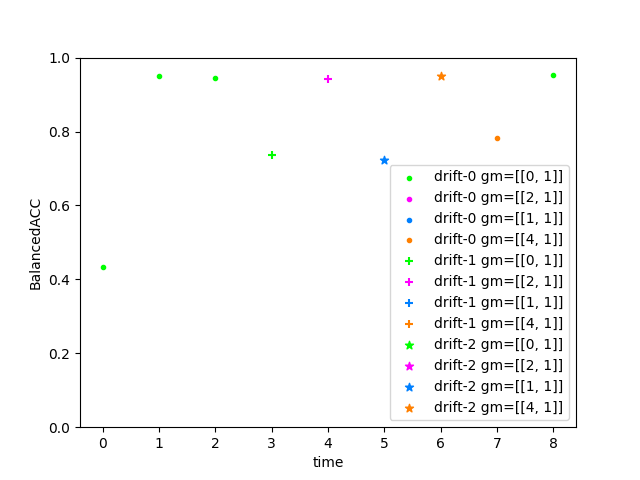 1.0
0.8
0.6
0.4
0.2
0.0
BalancedACC
0 1 2 3 4 5 6 7 8
time
drift-0 gm=[[0, 1]]
drift-0 gm=[[2, 1]]
drift-0 gm=[[1, 1]]
drift-0 gm=[[4, 1]]
drift-1 gm=[[0, 1]]
drift-1 gm=[[2, 1]]
drift-1 gm=[[1, 1]]
drift-1 gm=[[4, 1]]
drift-2 gm=[[0, 1]]
drift-2 gm=[[2, 1]]
drift-2 gm=[[1, 1]]
drift-2 gm=[[4, 1]]